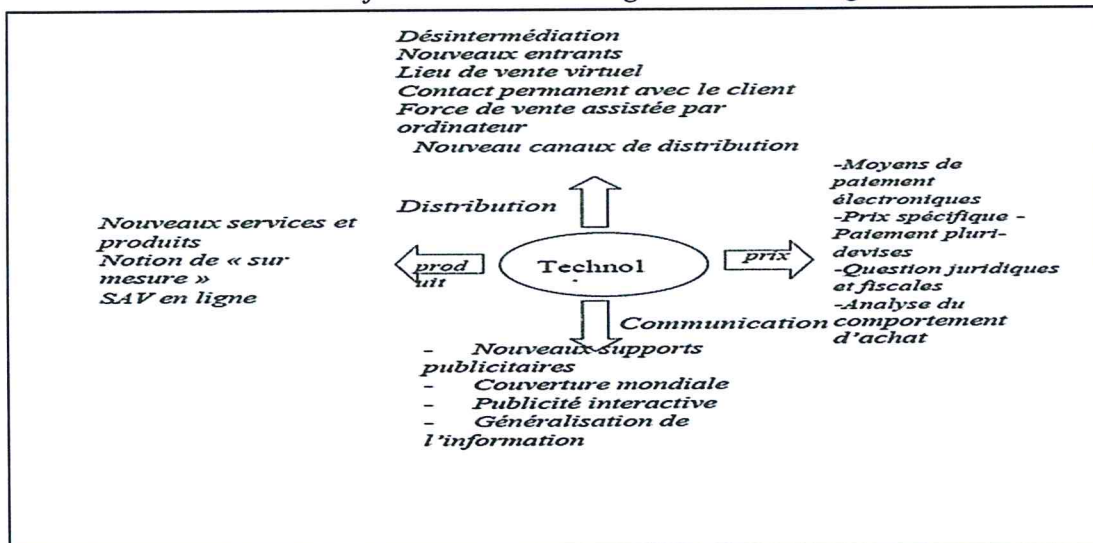 Désintermédiation
Nouveaux entrants
Lieu de vente virtuel
Contact permanent avec le client
Force de vente assistée par
ordinateur
Nouveau canaux de distribution
Distribution
Nouveaux services et
produits
Notion de « sur
mesure »
SAV en ligne
prod
uit
Technol
prix
-Moyens de
paiement
électroniques
-Prix spécifique -
Paiement pluri-
devises
-Question juridiques
et fiscales
-Analyse du
comportement
d'achat
Communication
- Nouveaux supports
publicitaires
- Couverture mondiale
- Publicité interactive
- Généralisation de
l'information